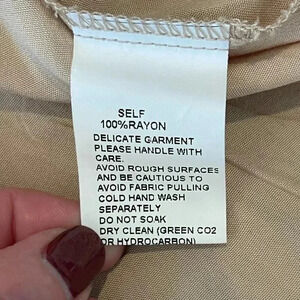 SELF
100%RAYON
DELICATE GARMENT
PLEASE HANDLE WITH
CARE.
AVOID ROUGH SURFACES
AND BE CAUTIOUS TO
AVOID FABRIC PULLING
COLD HAND WASH
SEPARATELY
DO NOT SOAK
DRY CLEAN (GREEN CO2
OR HYDROCARBON)